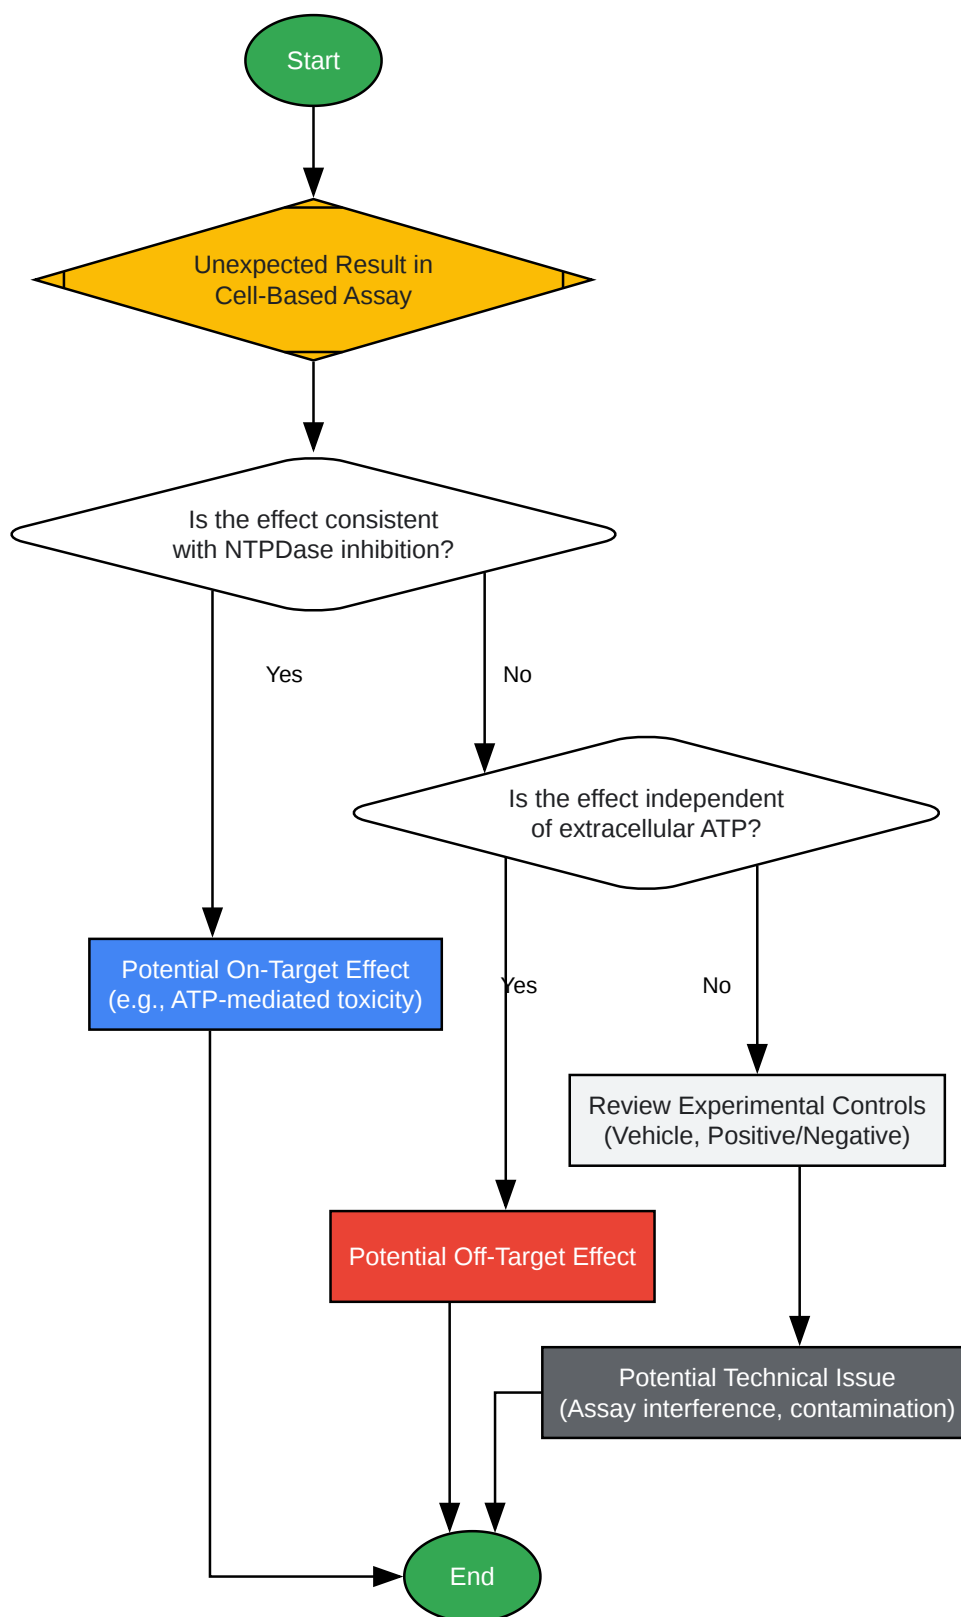 Start
Unexpected Result in
Cell-Based Assay
Is the effect consistent
with NTPDase inhibition?
Yes
No
Is the effect independent
of extracellular ATP?
Potential On-Target Effect
(e.g., ATP-mediated toxicity)
Yes
No
Review Experimental Controls
(Vehicle, Positive/Negative)
Potential Off-Target Effect
Potential Technical Issue
(Assay interference, contamination)
End